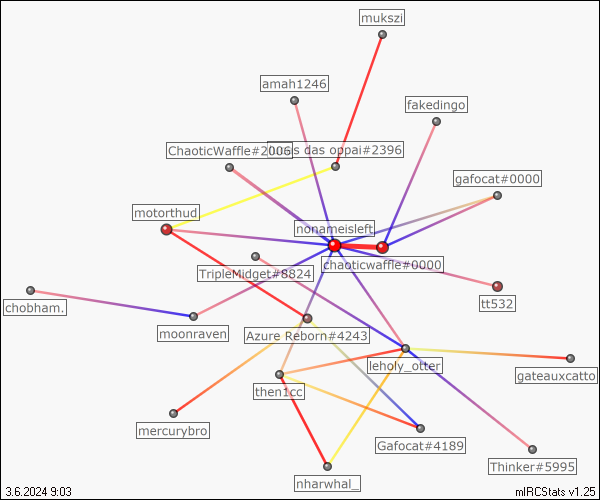 mukszi
amah1246
fakedingo
ChaoticWaffle#2006
das oppai#2396
gafocat#0000
motorthud
nonameisleft
chaoticwaffle#0000
TripleMidget#8824
tt532
chobham.
moonraven
Azure Reborn#4243
leholy_otter
gateauxcatto
then1cc
mercurybro
Gafocat#4189
Thinker#5995
nharwhal_
3.6.2024 9:03
mIRCStats v1.25